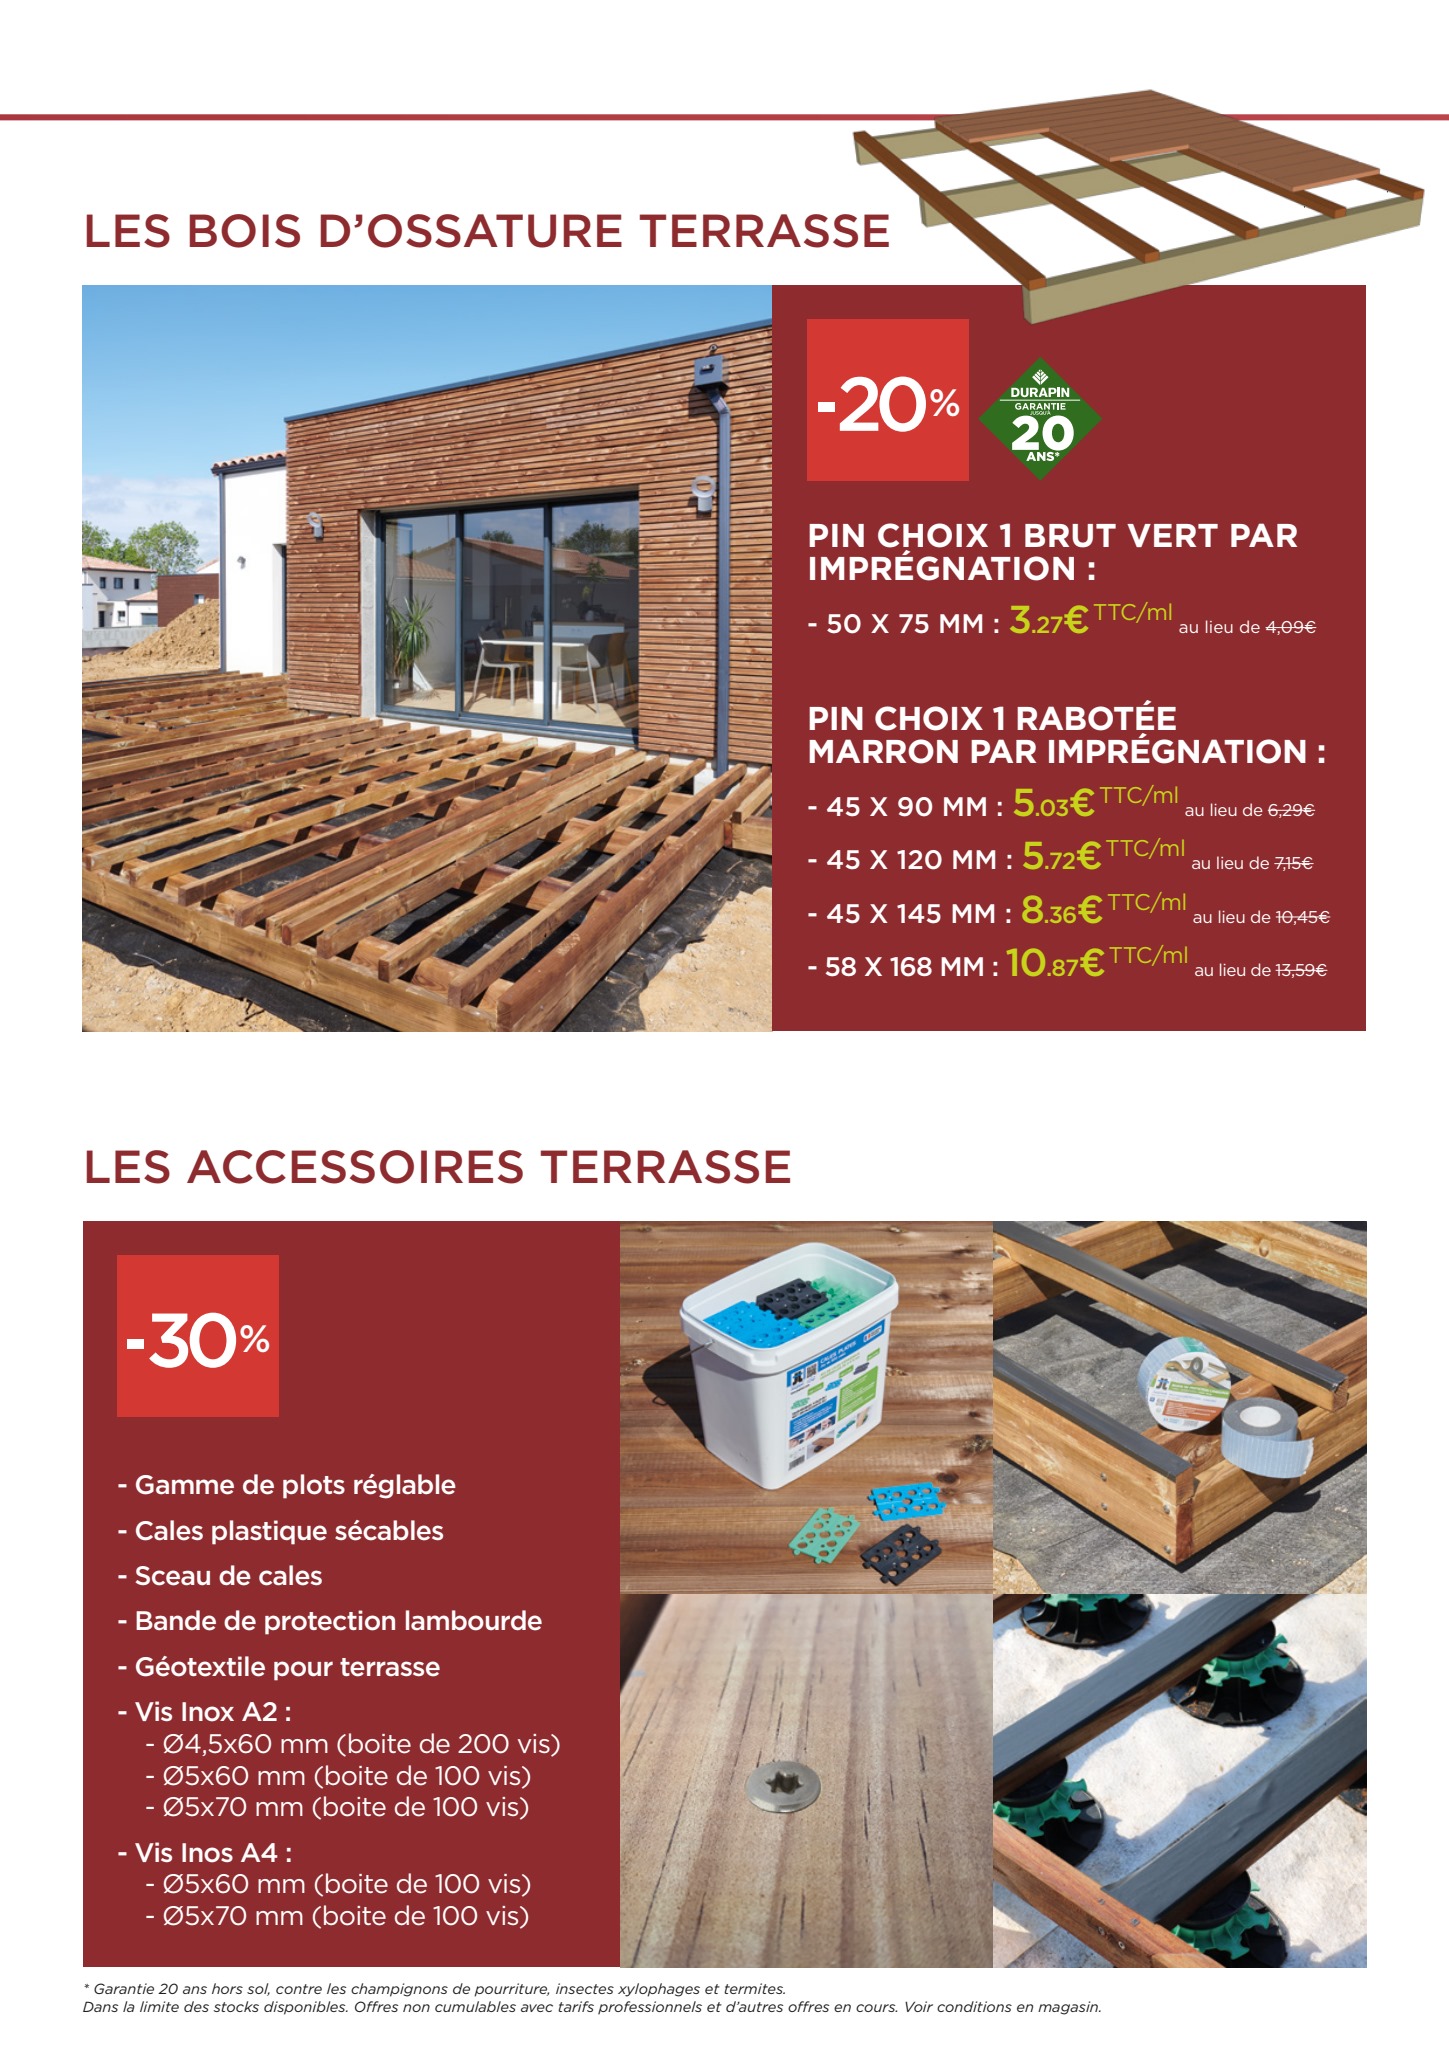 LES BOIS D’OSSATURE TERRASSE
-20%
DURAPIN
GARANTIE
JUSQU'À
20
ANS*
PIN CHOIX 1 BRUT VERT PAR
IMPRÉGNATION :
- 50 X 75 MM : 3.27€ TTC/ml au lieu de 4,09€
PIN CHOIX 1 RABOTÉE
MARRON PAR IMPRÉGNATION :
- 45 X 90 MM : 5.03€ TTC/ml au lieu de 6,29€
- 45 X 120 MM : 5.72€ TTC/ml au lieu de 7,15€
- 45 X 145 MM : 8.36€ TTC/ml au lieu de 10,45€
- 58 X 168 MM : 10.87€ TTC/ml au lieu de 13,59€
LES ACCESSOIRES TERRASSE
-30%
- Gamme de plots réglable
- Cales plastique sécables
- Sceau de cales
- Bande de protection lambourde
- Géotextile pour terrasse
- Vis Inox A2 :
- Ø4,5x60 mm (boite de 200 vis)
- Ø5x60 mm (boite de 100 vis)
- Ø5x70 mm (boite de 100 vis)
- Vis Inos A4 :
- Ø5x60 mm (boite de 100 vis)
- Ø5x70 mm (boite de 100 vis)
CALES PLATES
* Garantie 20 ans hors sol, contre les champignons de pourriture, insectes xylophages et termites.
Dans la limite des stocks disponibles. Offres non cumulables avec tarifs professionnels et d’autres offres en cours. Voir conditions en magasin.